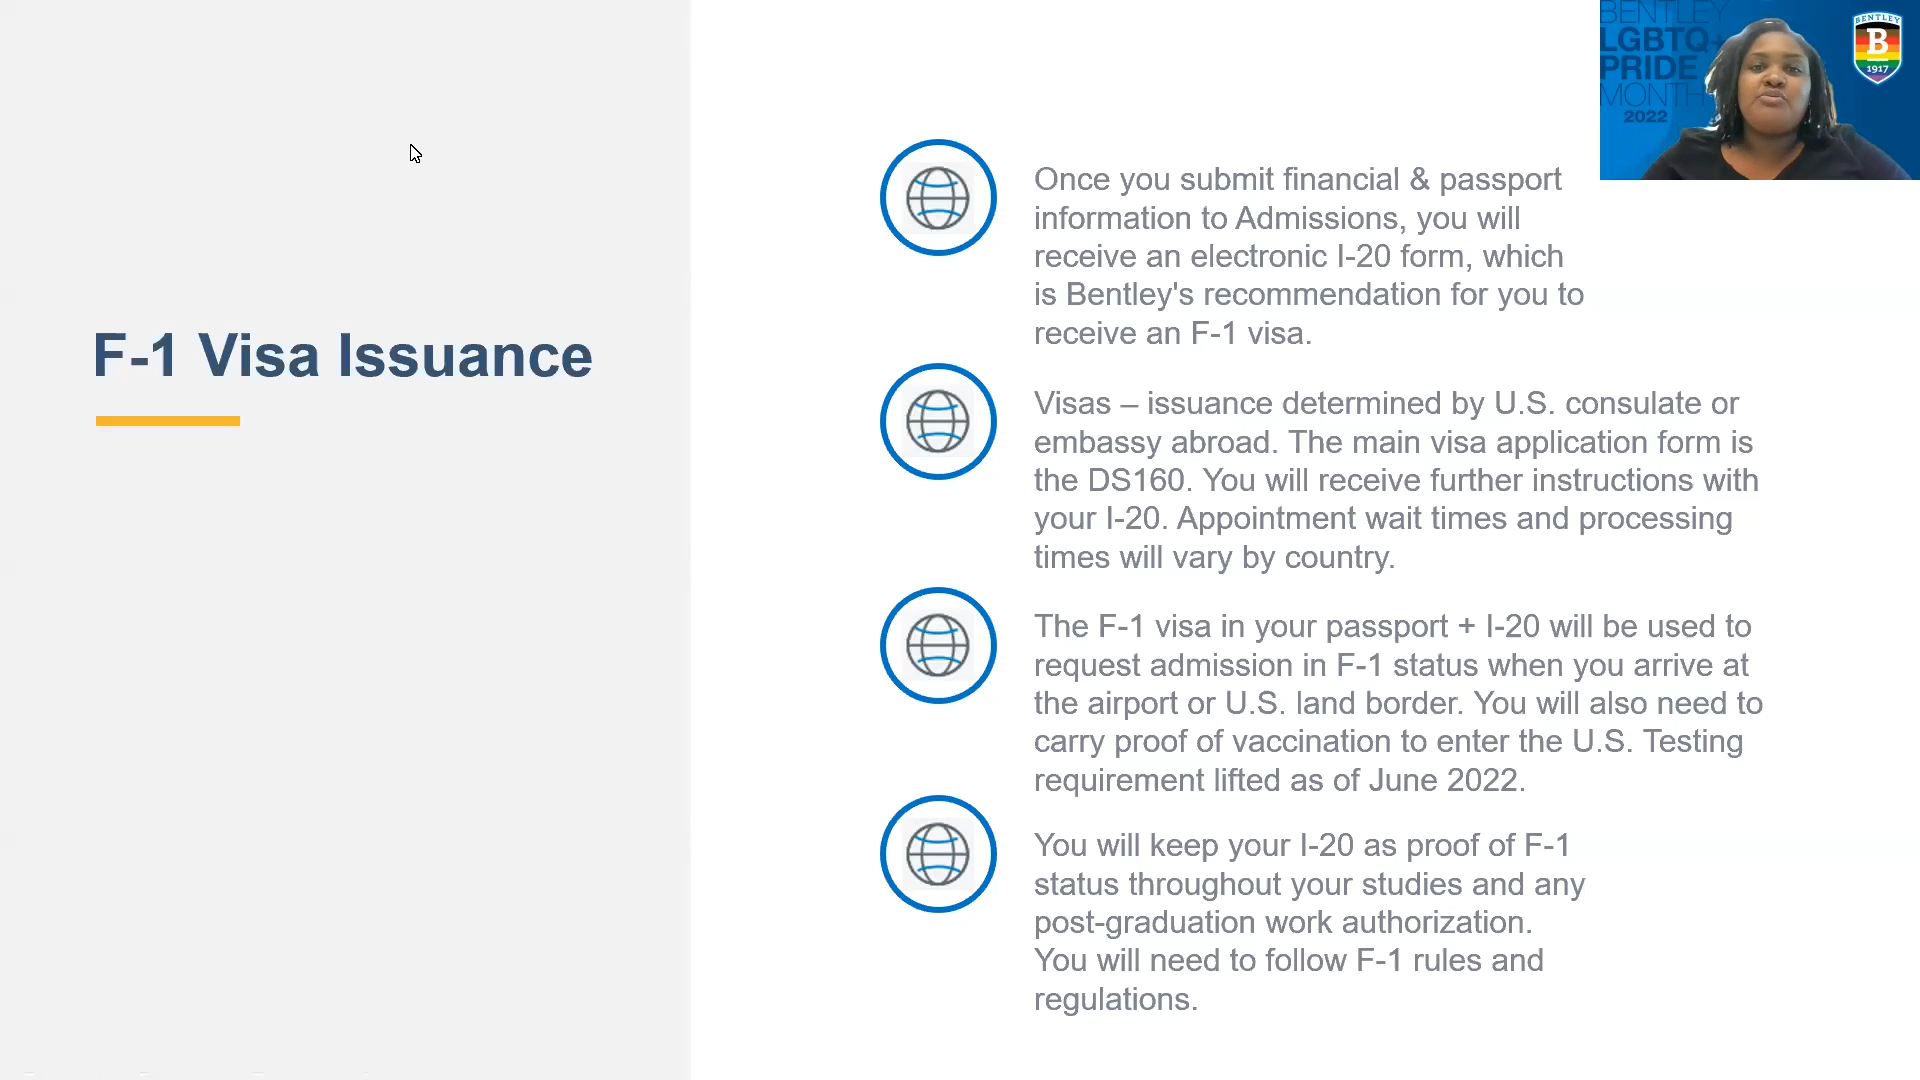 F-1 Visa Issuance
Once you submit financial & passport
information to Admissions, you will
receive an electronic I-20 form, which
is Bentley's recommendation for you to
receive an F-1 visa.
Visas – issuance determined by U.S. consulate or
embassy abroad. The main visa application form is
the DS160. You will receive further instructions with
your I-20. Appointment wait times and processing
times will vary by country.
The F-1 visa in your passport + I-20 will be used to
request admission in F-1 status when you arrive at
the airport or U.S. land border. You will also need to
carry proof of vaccination to enter the U.S. Testing
requirement lifted as of June 2022.
You will keep your I-20 as proof of F-1
status throughout your studies and any
post-graduation work authorization.
You will need to follow F-1 rules and
regulations.
BENTLEY
LGBTQ+
PRIDE
MONTH
2022
BENTLEY
B
1917